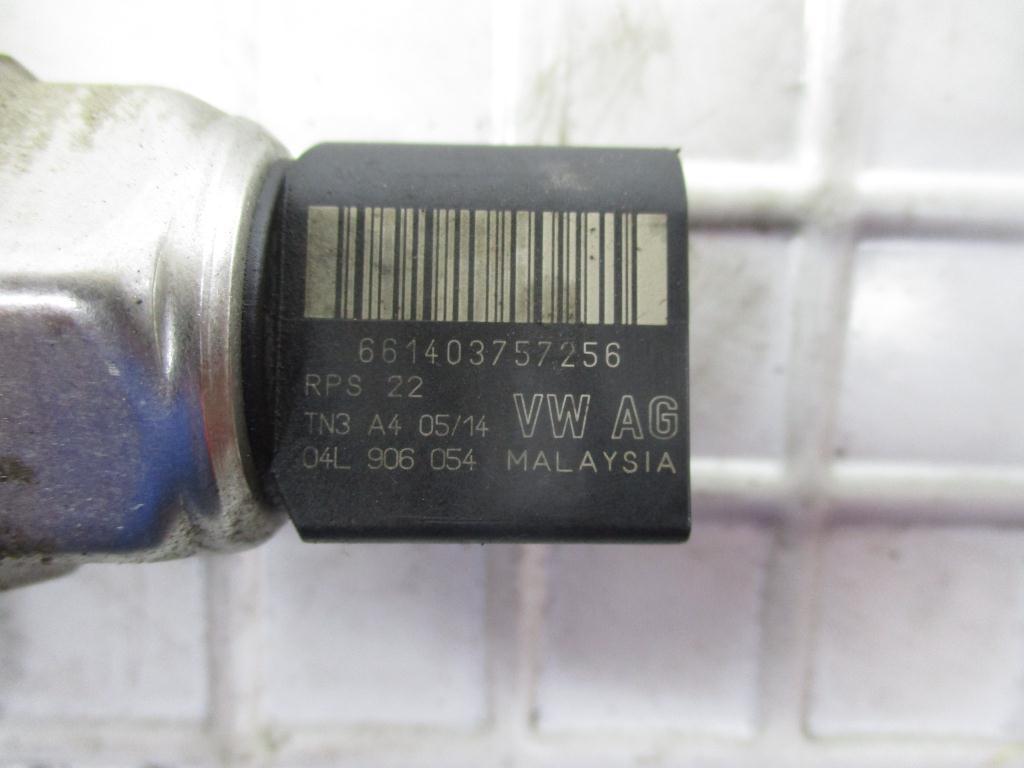 661403757256
RPS 22
TN3 A4 05/14 VW AG
04L 906 054 MALAYSIA